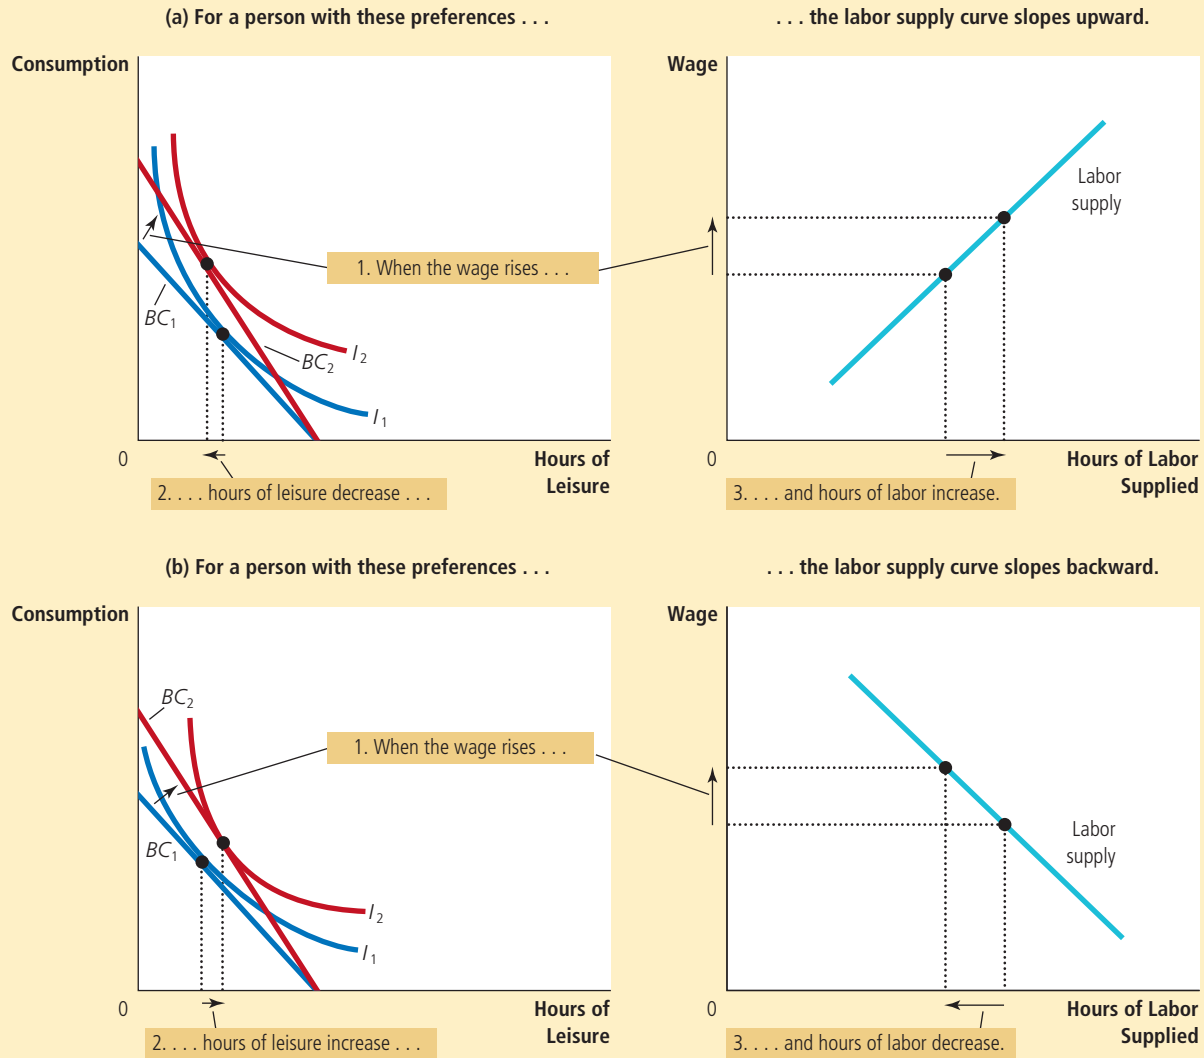 (a) For a person with these preferences . . .
. . . the labor supply curve slopes upward.
Consumption
Wage
Labor
supply
1. When the wage rises . . .
BC1
BC2
I2
I1
0
Hours of
Leisure
0
Hours of Labor
Supplied
2. . . . hours of leisure decrease . . .
3. . . . and hours of labor increase.
(b) For a person with these preferences . . .
. . . the labor supply curve slopes backward.
Consumption
Wage
BC2
1. When the wage rises . . .
BC1
Labor
supply
I2
I1
0
Hours of
Leisure
0
Hours of Labor
Supplied
2. . . . hours of leisure increase . . .
3. . . . and hours of labor decrease.